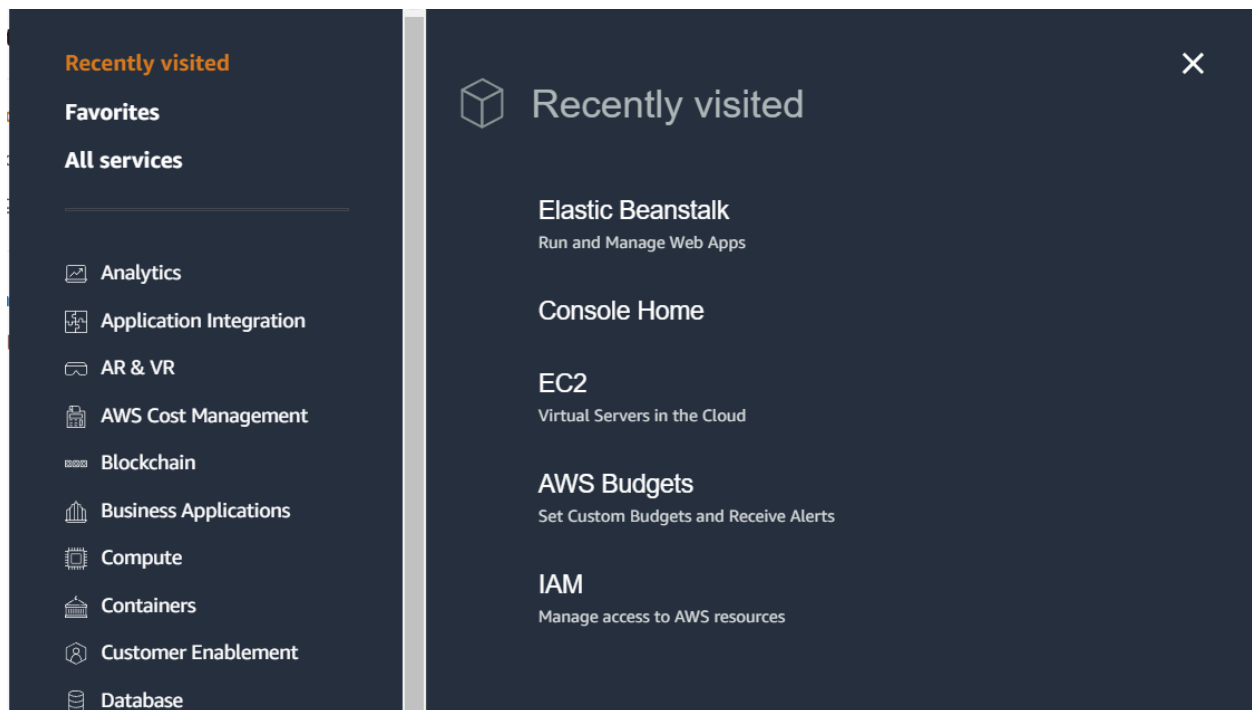 Recently visited
Favorites
All services
Analytics
Application Integration
AR & VR
AWS Cost Management
Blockchain
Business Applications
Compute
Containers
Customer Enablement
Database
Recently visited
Elastic Beanstalk
Run and Manage Web Apps
Console Home
EC2
Virtual Servers in the Cloud
AWS Budgets
Set Custom Budgets and Receive Alerts
IAM
Manage access to AWS resources